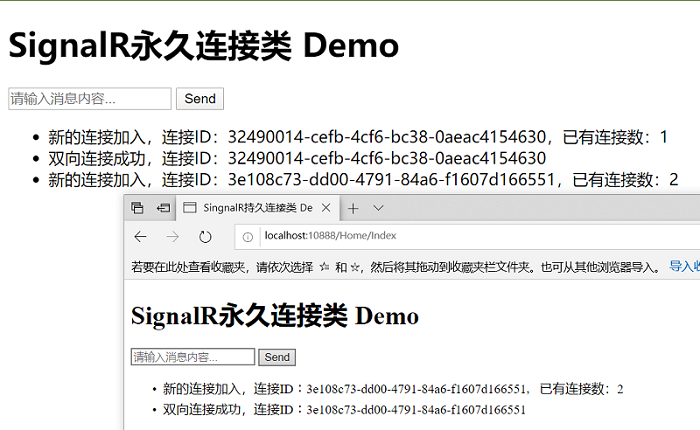 SignalR永久连接类 Demo
请输入消息内容... Send
新的连接加入，连接ID：32490014-cefb-4cf6-bc38-0aeac4154630，已有连接数：1
双向连接成功，连接ID：32490014-cefb-4cf6-bc38-0aeac4154630
新的连接加入，连接ID：3e108c73-dd00-4791-84a6-f1607d166551，已有连接数：2
SingnalR持久连接类 De
localhost:10888/Home/Index
若要在此处查看收藏夹，请依次选择 和 ，然后将其拖动到收藏夹栏文件夹。也可从其他浏览器导入。 导入收
SignalR永久连接类 Demo
请输入消息内容... Send
新的连接加入，连接ID：3e108c73-dd00-4791-84a6-f1607d166551，已有连接数：2
双向连接成功，连接ID：3e108c73-dd00-4791-84a6-f1607d166551